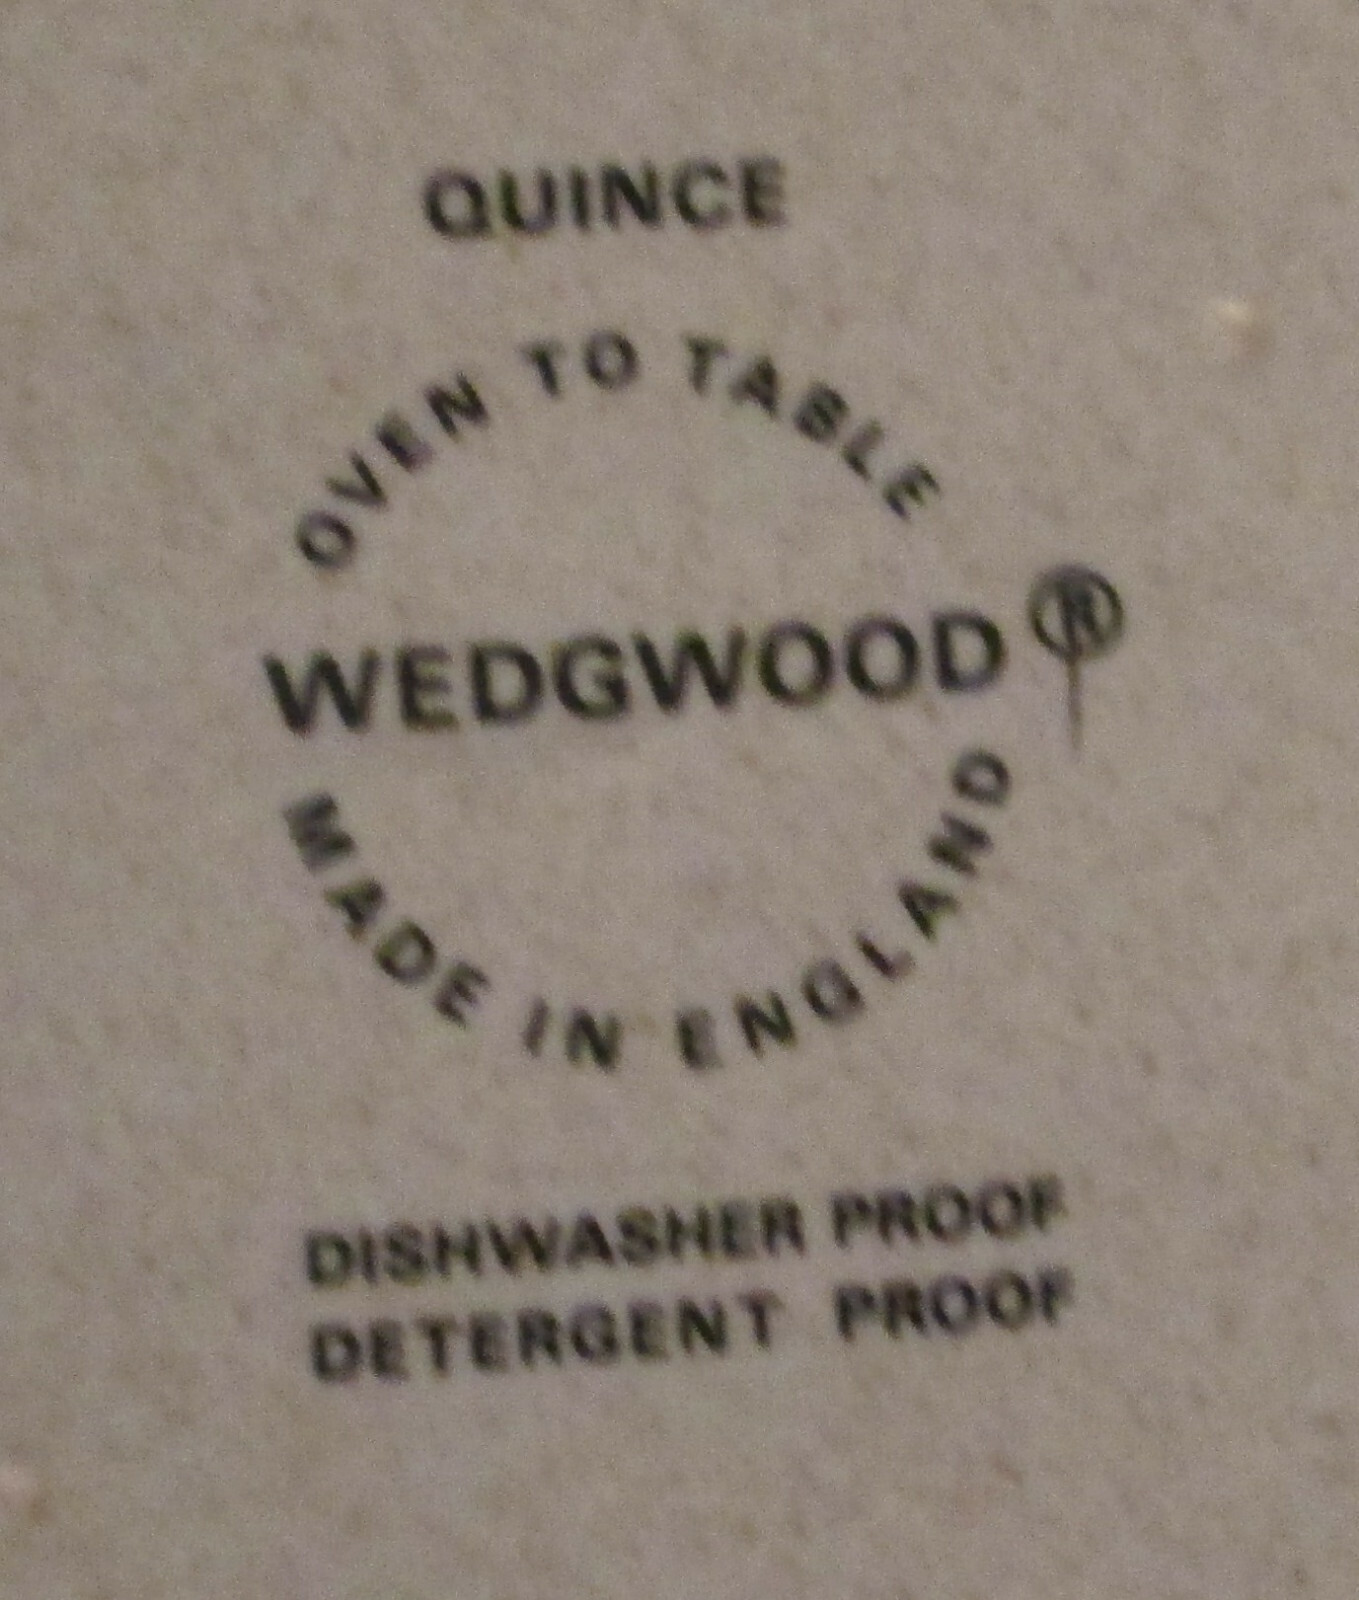 QUINCE
OVEN TO TABLE
WEDGWOOD®
MADE IN ENGLAND
DISHWASHER PROOF
DETERGENT PROOF